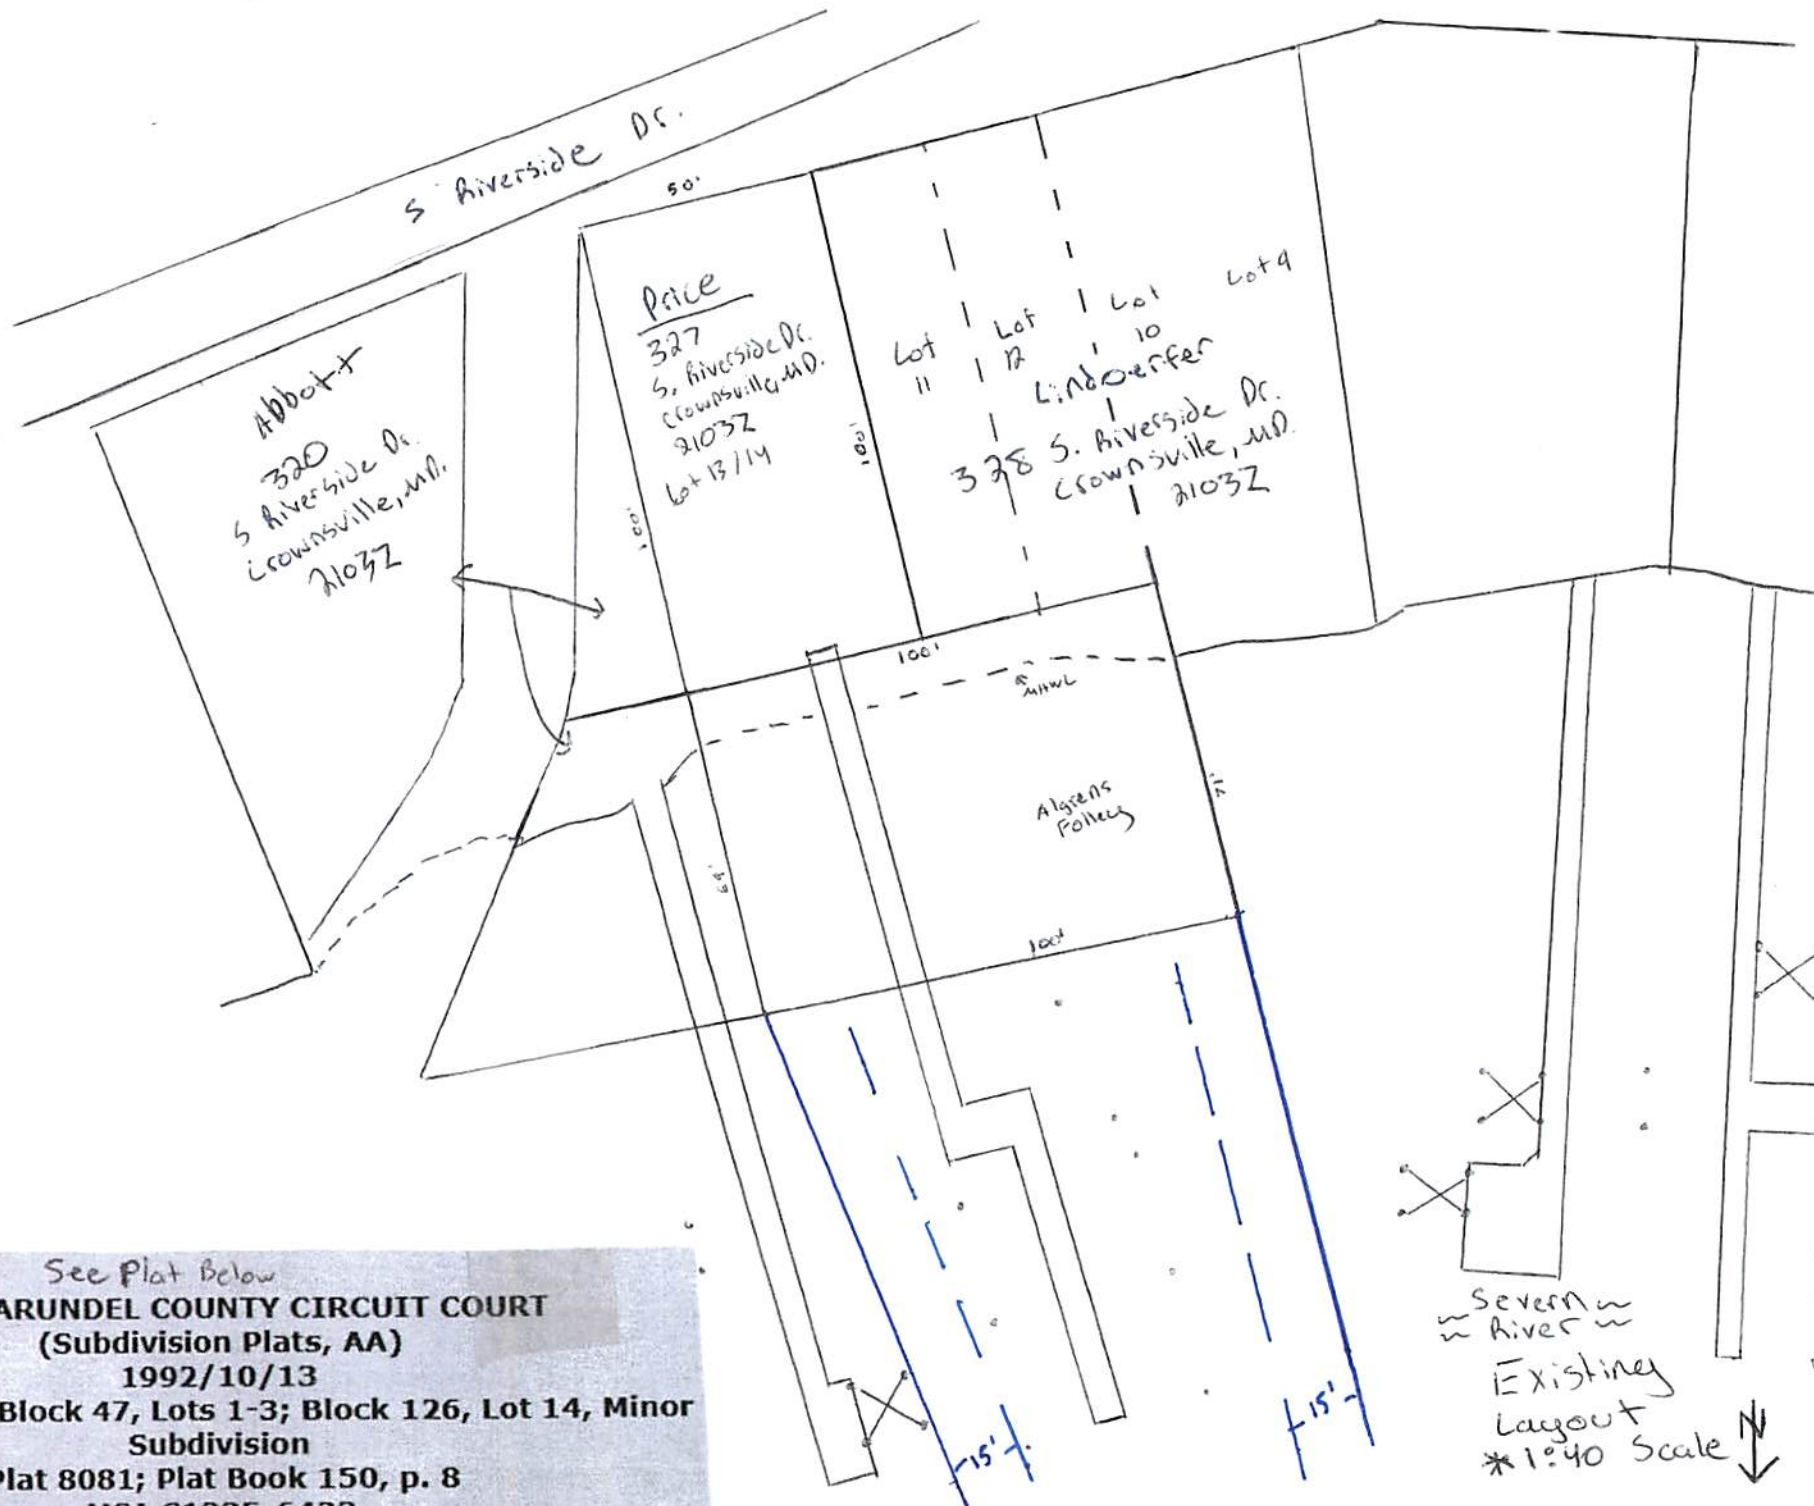 S Riverside Dr.
50'
Price
327
S. Riverside Dr.
Crownsville, MD.
21032
Lot 13/14
100'
100'
Abbott
320
S Riverside Dr.
Crownsville, MD.
21032
Lot
11
Lot
12
Lot
10
Lot 9
Lindoerfer
328 S. Riverside Dr.
Crownsville, MD.
21032
100'
MHWL
Algrens
Folley
69'
100'
15'
15'
See Plat Below
ARUNDEL COUNTY CIRCUIT COURT
(Subdivision Plats, AA)
1992/10/13
Block 47, Lots 1-3; Block 126, Lot 14, Minor
Subdivision
Plat 8081; Plat Book 150, p. 8
Severn
River
Existing
Layout
*1:40 Scale
N